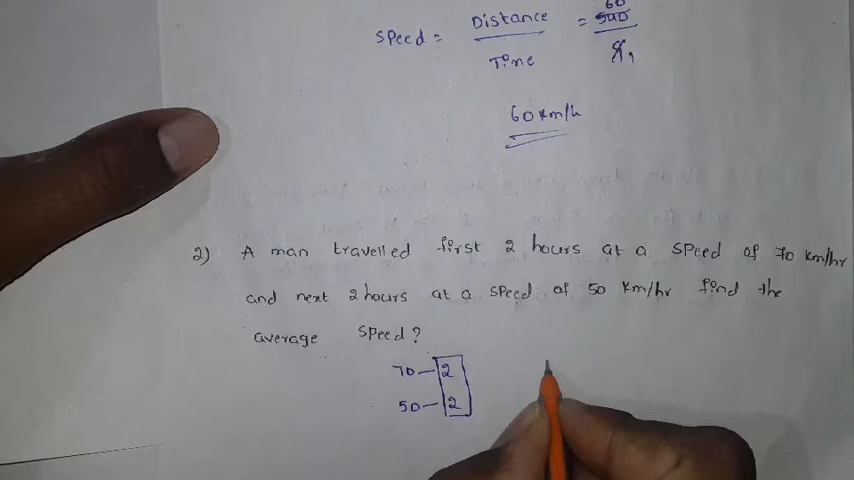 60
Speed = Distance = 540
Time 9 1
60 km/h
2) A man travelled first 2 hours at a speed of 70 km/hr
and next 2 hours at a speed of 50 km/hr find the
average speed?
70 — 2
50 — 2